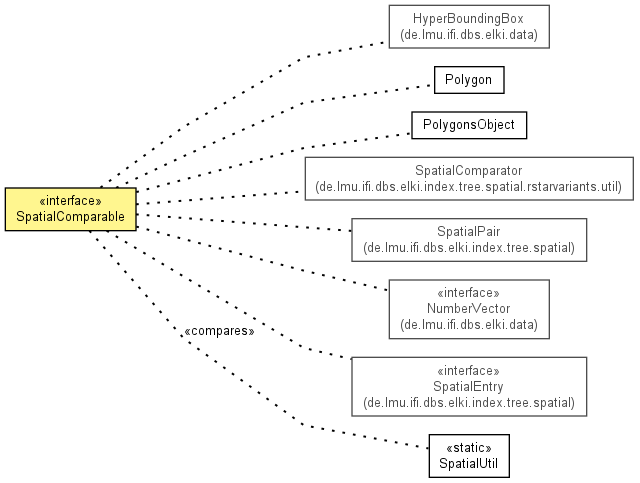 HyperBoundingBox
(de.lmu.ifi.dbs.elki.data)
Polygon
PolygonsObject
SpatialComparator
(de.lmu.ifi.dbs.elki.index.tree.spatial.rstarvariants.util)
«interface»
SpatialComparable
SpatialPair
(de.lmu.ifi.dbs.elki.index.tree.spatial)
«interface»
NumberVector
(de.lmu.ifi.dbs.elki.data)
«compares»
«interface»
SpatialEntry
(de.lmu.ifi.dbs.elki.index.tree.spatial)
«static»
SpatialUtil